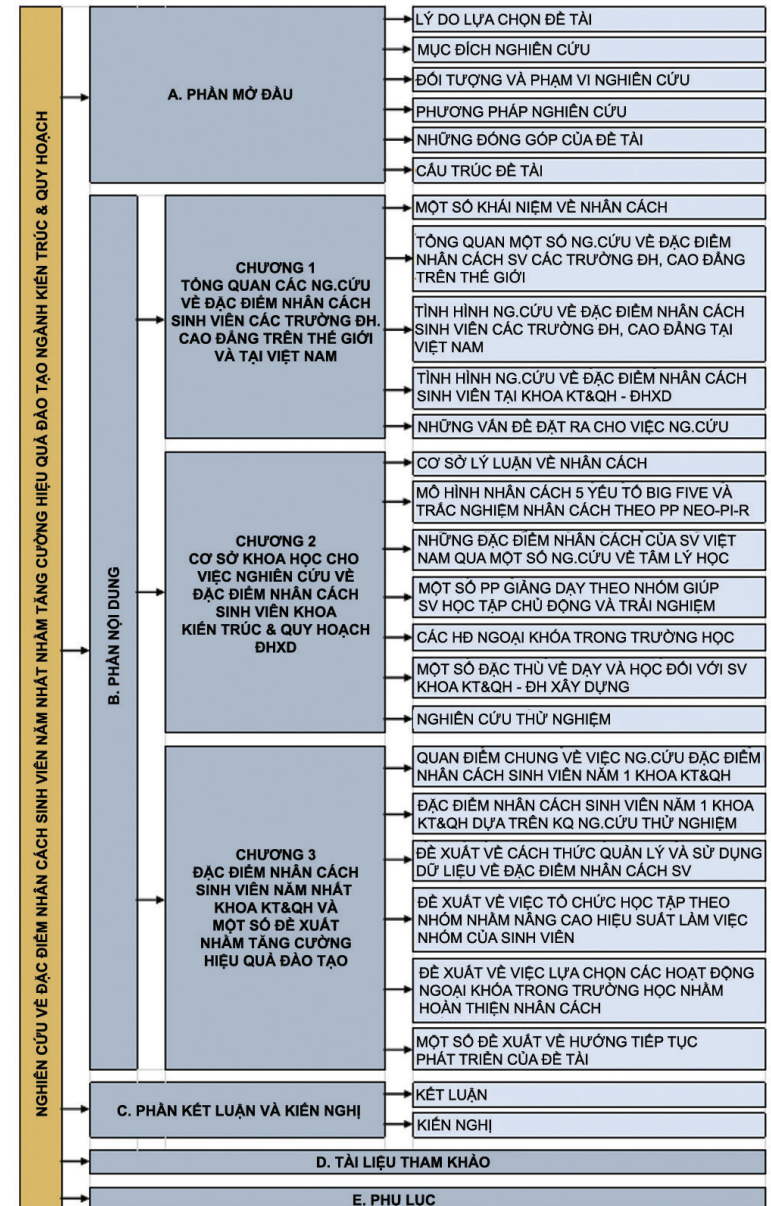 NGHIÊN CỨU VỀ ĐẶC ĐIỂM NHÂN CÁCH SINH VIÊN NĂM NHẤT NHẰM TĂNG CƯỜNG HIỆU QUẢ ĐÀO TẠO NGÀNH KIẾN TRÚC & QUY HOẠCH
A. PHẦN MỞ ĐẦU
LÝ DO LỰA CHỌN ĐỀ TÀI
MỤC ĐÍCH NGHIÊN CỨU
ĐỐI TƯỢNG VÀ PHẠM VI NGHIÊN CỨU
PHƯƠNG PHÁP NGHIÊN CỨU
NHỮNG ĐÓNG GÓP CỦA ĐỀ TÀI
CẤU TRÚC ĐỀ TÀI
B. PHẦN NỘI DUNG
CHƯƠNG 1
TỔNG QUAN CÁC NG.CỨU
VỀ ĐẶC ĐIỂM NHÂN CÁCH
SINH VIÊN CÁC TRƯỜNG ĐH.
CAO ĐẲNG TRÊN THẾ GIỚI
VÀ TẠI VIỆT NAM
MỘT SỐ KHÁI NIỆM VỀ NHÂN CÁCH
TỔNG QUAN MỘT SỐ NG.CỨU VỀ ĐẶC ĐIỂM
NHÂN CÁCH SV CÁC TRƯỜNG ĐH, CAO ĐẲNG
TRÊN THẾ GIỚI
TÌNH HÌNH NG.CỨU VỀ ĐẶC ĐIỂM NHÂN CÁCH
SINH VIÊN CÁC TRƯỜNG ĐH, CAO ĐẲNG TẠI
VIỆT NAM
TÌNH HÌNH NG.CỨU VỀ ĐẶC ĐIỂM NHÂN CÁCH
SINH VIÊN TẠI KHOA KT&QH - ĐHXD
NHỮNG VẤN ĐỀ ĐẶT RA CHO VIỆC NG.CỨU
CHƯƠNG 2
CƠ SỞ KHOA HỌC CHO
VIỆC NGHIÊN CỨU VỀ
ĐẶC ĐIỂM NHÂN CÁCH
SINH VIÊN KHOA
KIẾN TRÚC & QUY HOẠCH
ĐHXD
CƠ SỞ LÝ LUẬN VỀ NHÂN CÁCH
MÔ HÌNH NHÂN CÁCH 5 YẾU TỐ BIG FIVE VÀ
TRẮC NGHIỆM NHÂN CÁCH THEO PP NEO-PI-R
NHỮNG ĐẶC ĐIỂM NHÂN CÁCH CỦA SV VIỆT
NAM QUA MỘT SỐ NG.CỨU VỀ TÂM LÝ HỌC
MỘT SỐ PP GIẢNG DẠY THEO NHÓM GIÚP
SV HỌC TẬP CHỦ ĐỘNG VÀ TRẢI NGHIỆM
CÁC HĐ NGOẠI KHÓA TRONG TRƯỜNG HỌC
MỘT SỐ ĐẶC THÙ VỀ DẠY VÀ HỌC ĐỐI VỚI SV
KHOA KT&QH - ĐH XÂY DỰNG
NGHIÊN CỨU THỬ NGHIỆM
CHƯƠNG 3
ĐẶC ĐIỂM NHÂN CÁCH
SINH VIÊN NĂM NHẤT
KHOA KT&QH VÀ
MỘT SỐ ĐỀ XUẤT
NHẰM TĂNG CƯỜNG
HIỆU QUẢ ĐÀO TẠO
QUAN ĐIỂM CHUNG VỀ VIỆC NG.CỨU ĐẶC ĐIỂM
NHÂN CÁCH SINH VIÊN NĂM 1 KHOA KT&QH
ĐẶC ĐIỂM NHÂN CÁCH SINH VIÊN NĂM 1 KHOA
KT&QH DỰA TRÊN KQ NG.CỨU THỬ NGHIỆM
ĐỀ XUẤT VỀ CÁCH THỨC QUẢN LÝ VÀ SỬ DỤNG
DỮ LIỆU VỀ ĐẶC ĐIỂM NHÂN CÁCH SV
ĐỀ XUẤT VỀ VIỆC TỔ CHỨC HỌC TẬP THEO
NHÓM NHẰM NÂNG CAO HIỆU SUẤT LÀM VIỆC
NHÓM CỦA SINH VIÊN
ĐỀ XUẤT VỀ VIỆC LỰA CHỌN CÁC HOẠT ĐỘNG
NGOẠI KHÓA TRONG TRƯỜNG HỌC NHẰM
HOÀN THIỆN NHÂN CÁCH
MỘT SỐ ĐỀ XUẤT VỀ HƯỚNG TIẾP TỤC
PHÁT TRIỂN CỦA ĐỀ TÀI
C. PHẦN KẾT LUẬN VÀ KIẾN NGHỊ
KẾT LUẬN
KIẾN NGHỊ
D. TÀI LIỆU THAM KHẢO
E. PHỤ LỤC